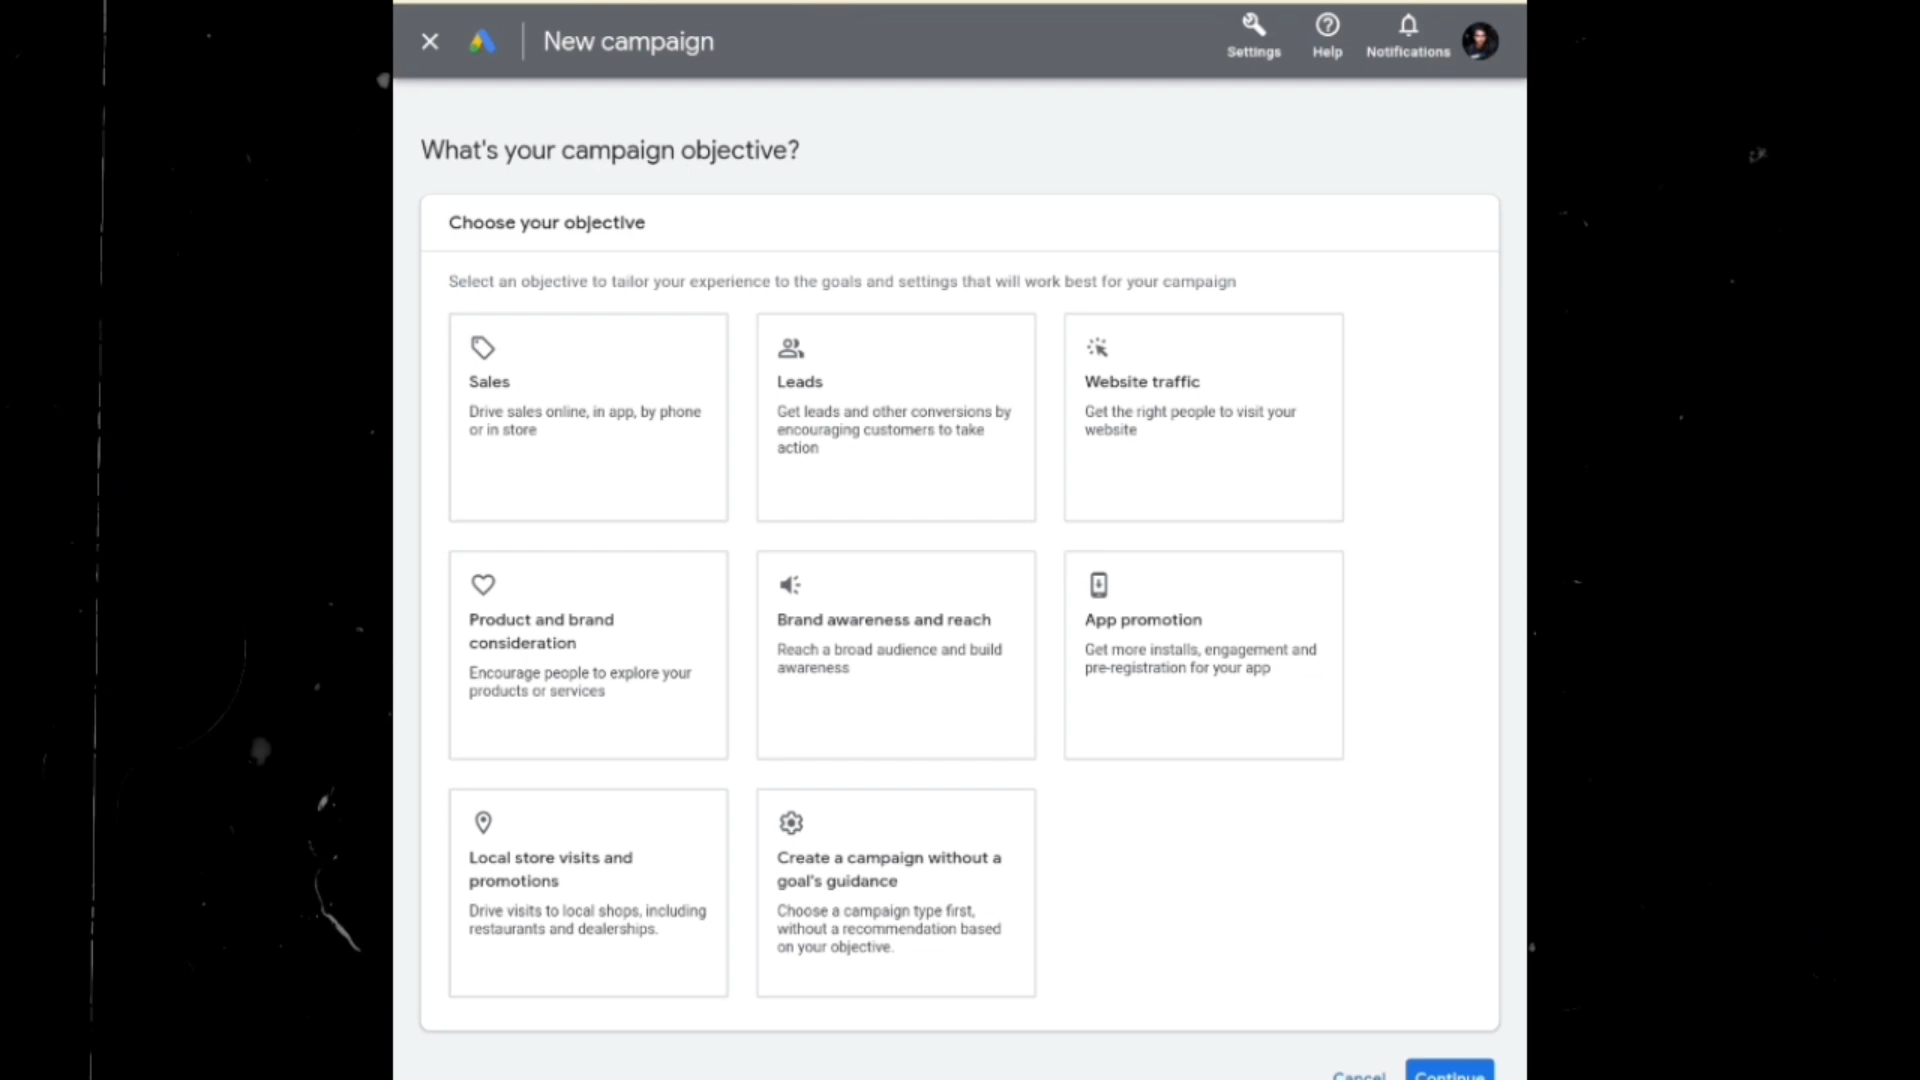 New campaign
Settings
Help
Notifications
What's your campaign objective?
Choose your objective
Select an objective to tailor your experience to the goals and settings that will work best for your campaign
Sales
Drive sales online, in app, by phone
or in store
Leads
Get leads and other conversions by
encouraging customers to take
action
Website traffic
Get the right people to visit your
website
Product and brand
consideration
Encourage people to explore your
products or services
Brand awareness and reach
Reach a broad audience and build
awareness
App promotion
Get more installs, engagement and
pre-registration for your app
Local store visits and
promotions
Drive visits to local shops, including
restaurants and dealerships.
Create a campaign without a
goal's guidance
Choose a campaign type first,
without a recommendation based
on your objective.
Cancel
Continue